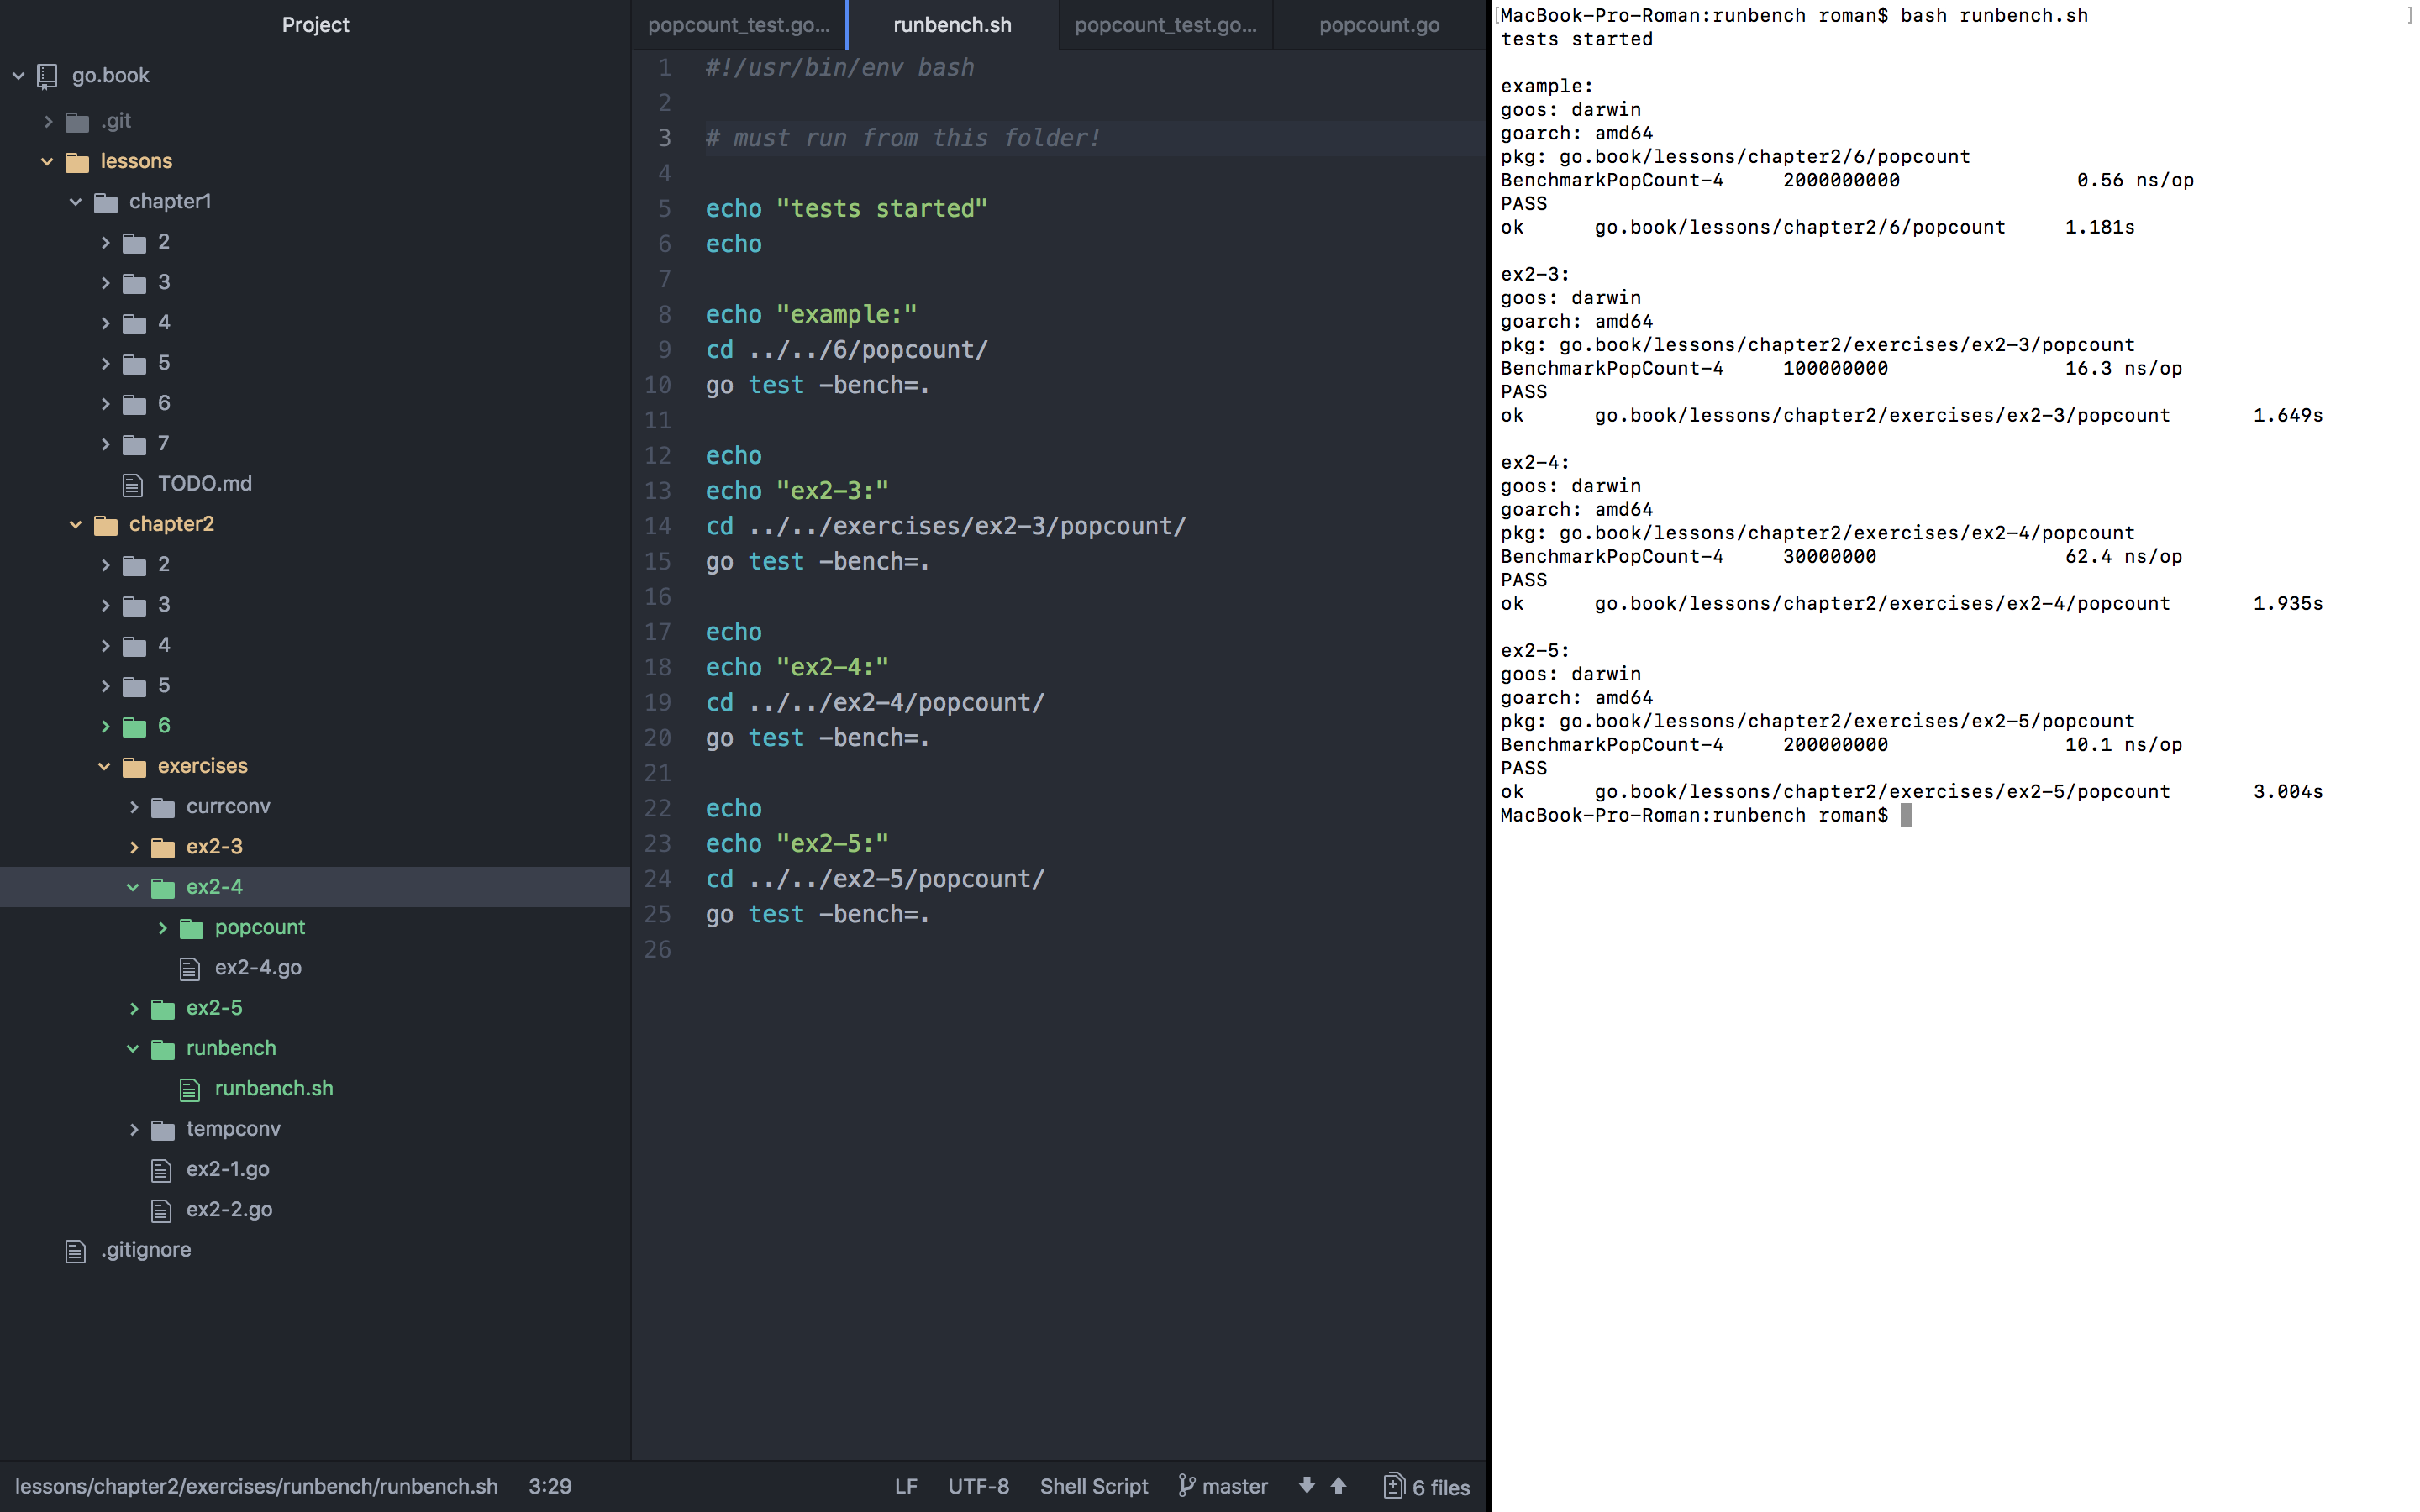 Project
go.book
.git
lessons
chapter1
2
3
4
5
6
7
TODO.md
chapter2
2
3
4
5
6
exercises
currconv
ex2-3
ex2-4
popcount
ex2-4.go
ex2-5
runbench
runbench.sh
tempconv
ex2-1.go
ex2-2.go
.gitignore
popcount_test.go... runbench.sh popcount_test.go... popcount.go
1 #!/usr/bin/env bash
2
3 # must run from this folder!
4
5 echo "tests started"
6 echo
7
8 echo "example:"
9 cd ../../6/popcount/
10 go test -bench=.
11
12 echo
13 echo "ex2-3:"
14 cd ../../exercises/ex2-3/popcount/
15 go test -bench=.
16
17 echo
18 echo "ex2-4:"
19 cd ../../ex2-4/popcount/
20 go test -bench=.
21
22 echo
23 echo "ex2-5:"
24 cd ../../ex2-5/popcount/
25 go test -bench=.
26
lessons/chapter2/exercises/runbench/runbench.sh 3:29 LF UTF-8 Shell Script master 6 files
[MacBook-Pro-Roman:runbench roman$ bash runbench.sh ]
tests started
example:
goos: darwin
goarch: amd64
pkg: go.book/lessons/chapter2/6/popcount
BenchmarkPopCount-4 2000000000 0.56 ns/op
PASS
ok go.book/lessons/chapter2/6/popcount 1.181s
ex2-3:
goos: darwin
goarch: amd64
pkg: go.book/lessons/chapter2/exercises/ex2-3/popcount
BenchmarkPopCount-4 100000000 16.3 ns/op
PASS
ok go.book/lessons/chapter2/exercises/ex2-3/popcount 1.649s
ex2-4:
goos: darwin
goarch: amd64
pkg: go.book/lessons/chapter2/exercises/ex2-4/popcount
BenchmarkPopCount-4 30000000 62.4 ns/op
PASS
ok go.book/lessons/chapter2/exercises/ex2-4/popcount 1.935s
ex2-5:
goos: darwin
goarch: amd64
pkg: go.book/lessons/chapter2/exercises/ex2-5/popcount
BenchmarkPopCount-4 200000000 10.1 ns/op
PASS
ok go.book/lessons/chapter2/exercises/ex2-5/popcount 3.004s
MacBook-Pro-Roman:runbench roman$